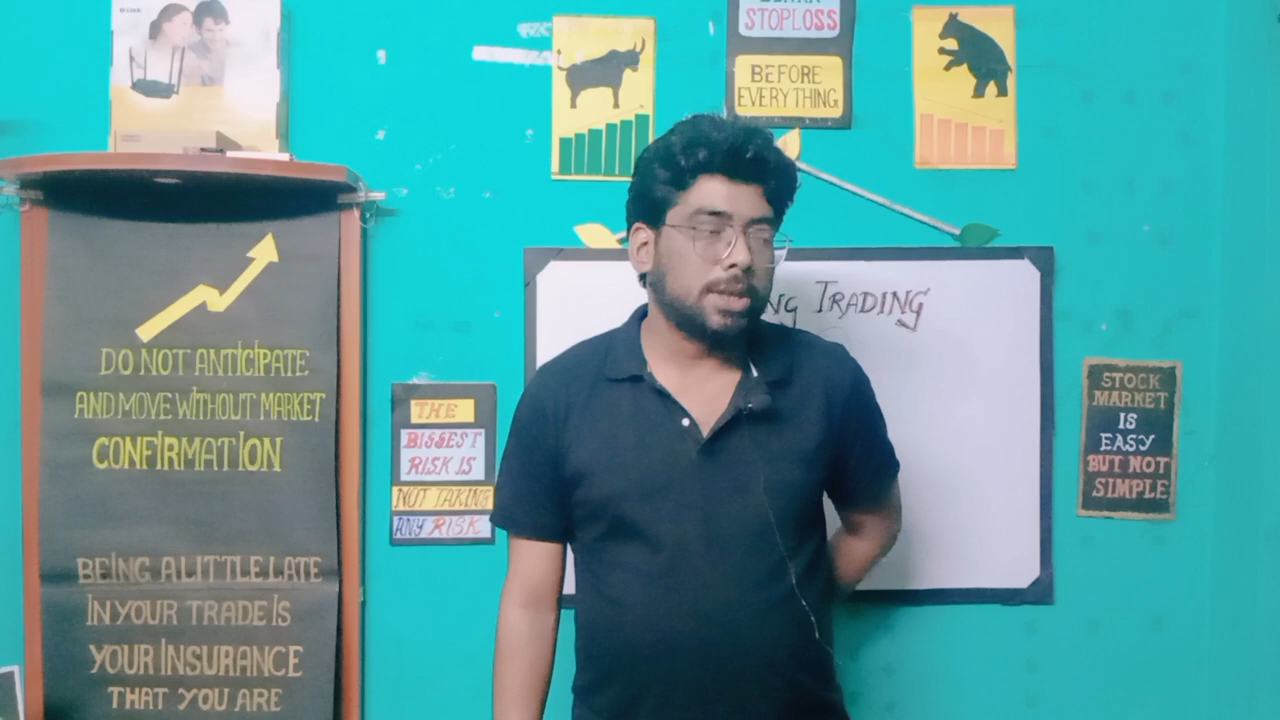 STOPLOSS
BEFORE
EVERYTHING
NG TRADING
DO NOT ANTICIPATE
AND MOVE WITHOUT MARKET
CONFIRMATION
BEING A LITTLE LATE
IN YOUR TRADE IS
YOUR INSURANCE
THAT YOU ARE
THE
BIGGEST
RISK IS
NOT TAKING
ANY RISK
STOCK
MARKET
IS
EASY
BUT NOT
SIMPLE